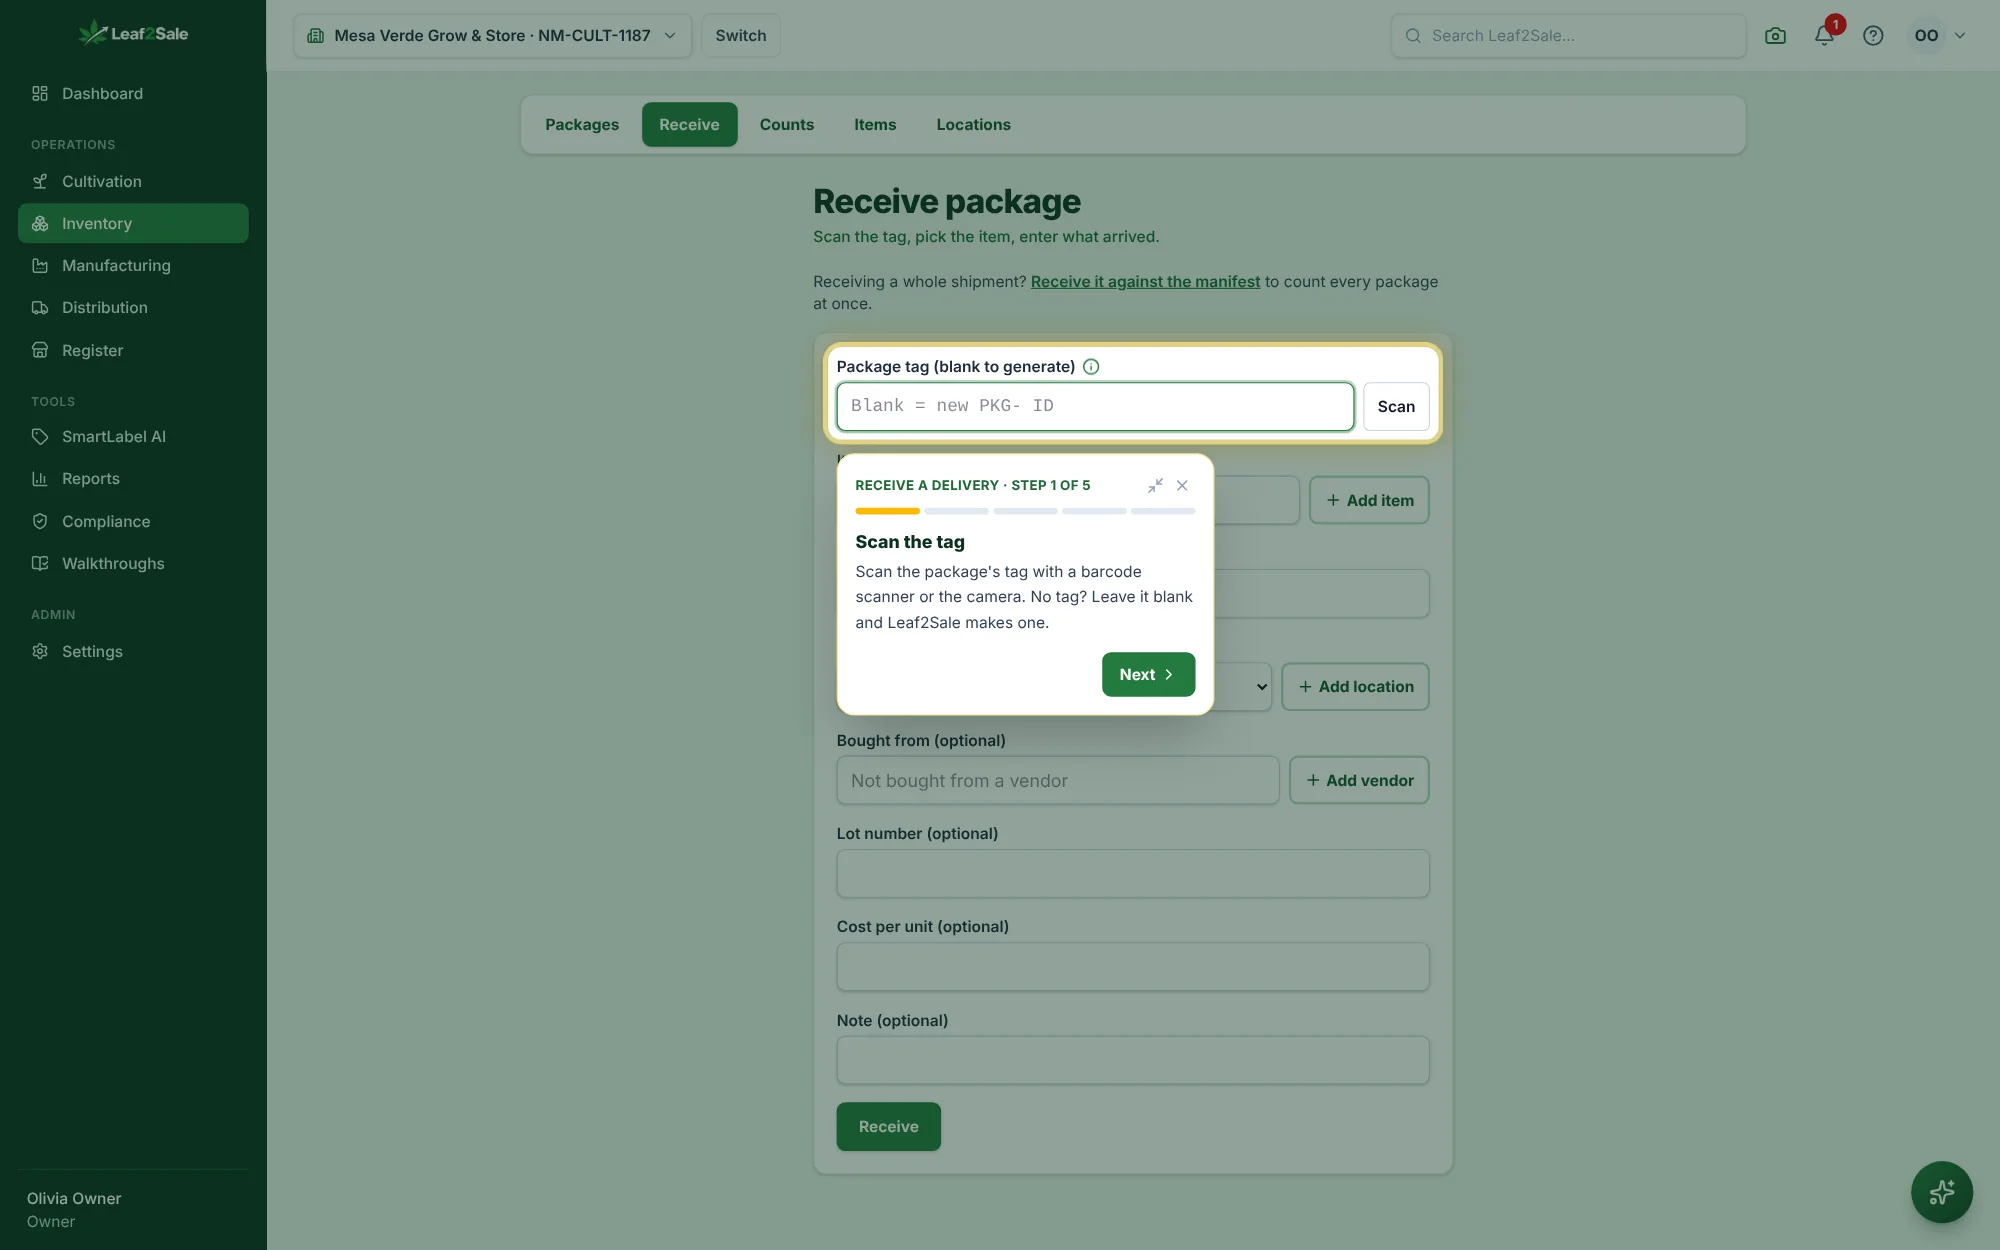 Leaf2Sale
Mesa Verde Grow & Store · NM-CULT-1187
Switch
Search Leaf2Sale...
1
OO
Dashboard
OPERATIONS
Cultivation
Inventory
Manufacturing
Distribution
Register
TOOLS
SmartLabel AI
Reports
Compliance
Walkthroughs
ADMIN
Settings
Olivia Owner
Owner
Packages
Receive
Counts
Items
Locations
Receive package
Scan the tag, pick the item, enter what arrived.
Receiving a whole shipment? Receive it against the manifest to count every package
at once.
Package tag (blank to generate)
Blank = new PKG- ID
Scan
RECEIVE A DELIVERY · STEP 1 OF 5
Scan the tag
Scan the package's tag with a barcode
scanner or the camera. No tag? Leave it blank
and Leaf2Sale makes one.
Next
+ Add item
+ Add location
Bought from (optional)
Not bought from a vendor
+ Add vendor
Lot number (optional)
Cost per unit (optional)
Note (optional)
Receive